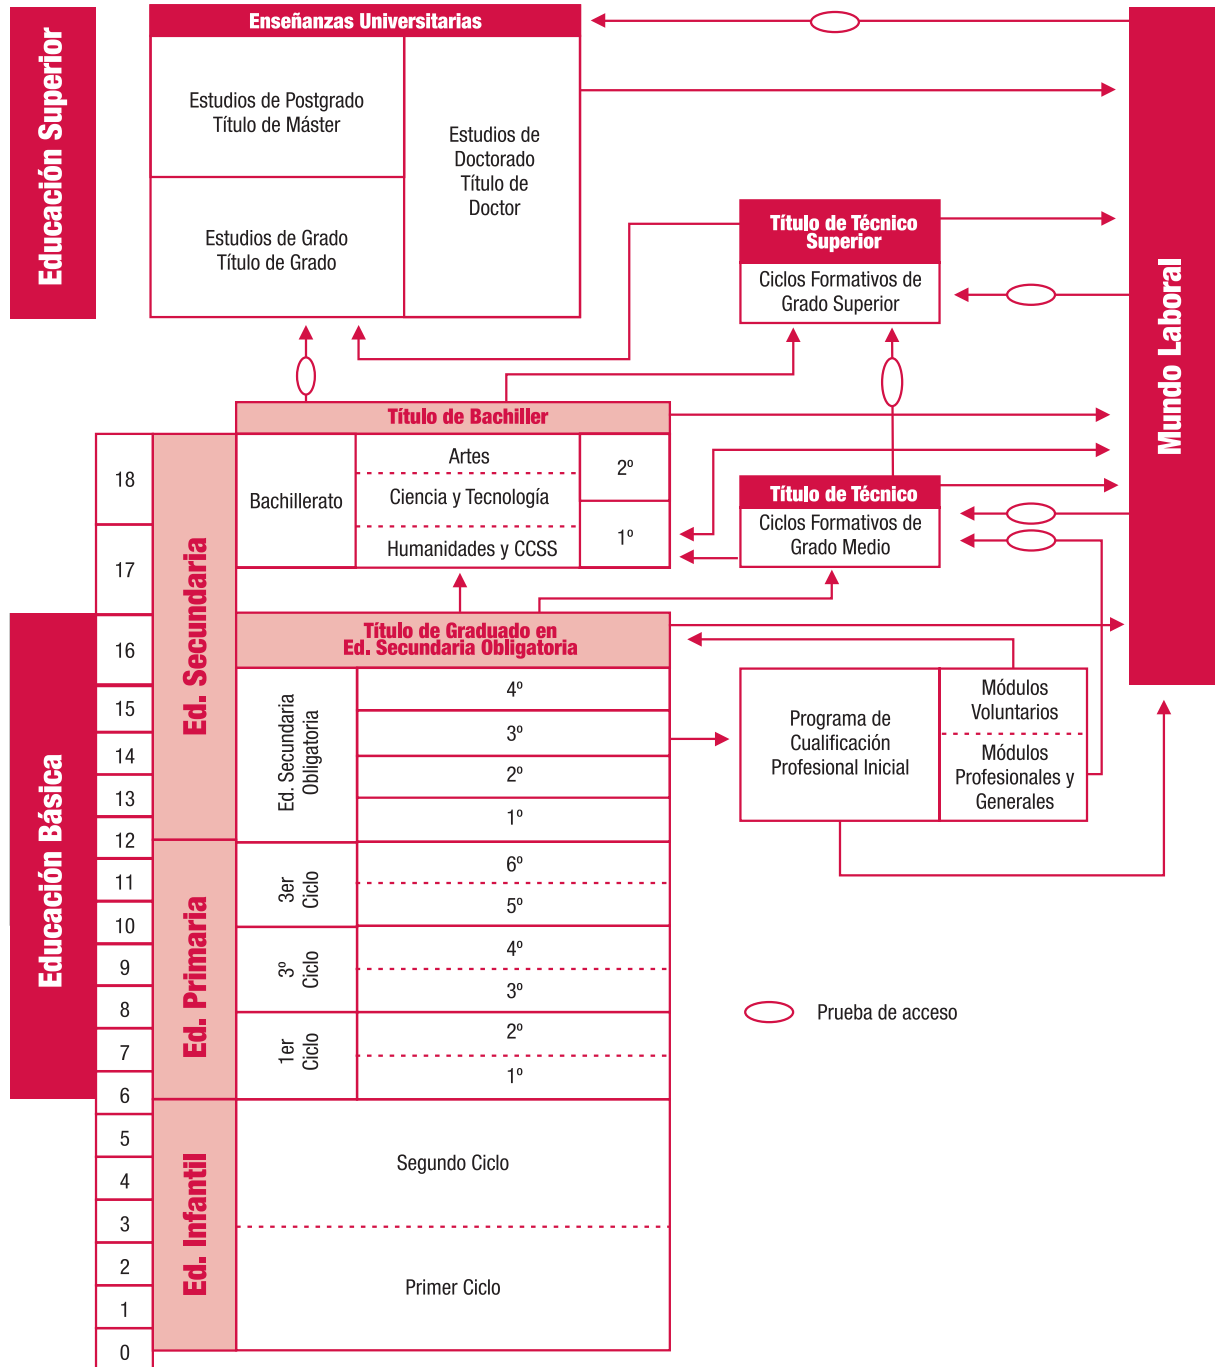 Educación Superior
Enseñanzas Universitarias
Estudios de Postgrado
Título de Máster
Estudios de Grado
Título de Grado
Estudios de
Doctorado
Título de
Doctor
Título de Técnico
Superior
Ciclos Formativos de
Grado Superior
Mundo Laboral
Título de Bachiller
Bachillerato
Artes
Ciencia y Tecnología
Humanidades y CCSS
2º
1º
Título de Técnico
Ciclos Formativos de
Grado Medio
Educación Básica
18
17
16
15
14
13
12
11
10
9
8
7
6
5
4
3
2
1
0
Ed. Secundaria
Título de Graduado en
Ed. Secundaria Obligatoria
Ed. Secundaria
Obligatoria
4º
3º
2º
1º
Programa de
Cualificación
Profesional Inicial
Módulos
Voluntarios
Módulos
Profesionales y
Generales
Ed. Primaria
3er
Ciclo
6º
5º
3º
Ciclo
4º
3º
1er
Ciclo
2º
1º
Prueba de acceso
Ed. Infantil
Segundo Ciclo
Primer Ciclo